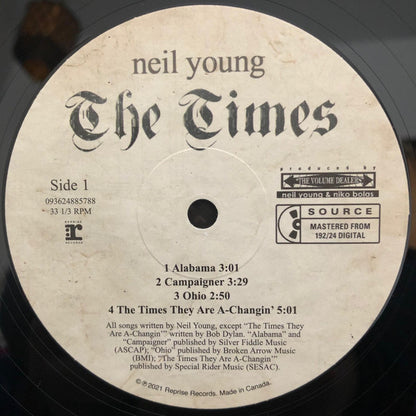 neil young
The Times
Side 1
093624885788
33 1/3 RPM
produced by
THE VOLUME DEALERS
neil young & niko bolas
SOURCE
MASTERED FROM
192/24 DIGITAL
1 Alabama 3:01
2 Campaigner 3:29
3 Ohio 2:50
4 The Times They Are A-Changin' 5:01
All songs written by Neil Young, except "The Times They
Are A-Changin'" written by Bob Dylan. "Alabama" and
"Campaigner" published by Silver Fiddle Music
(ASCAP); "Ohio" published by Broken Arrow Music
(BMI); "The Times They Are A-Changin'"
published by Special Rider Music (SESAC).
℗©2021 Reprise Records. Made in Canada.